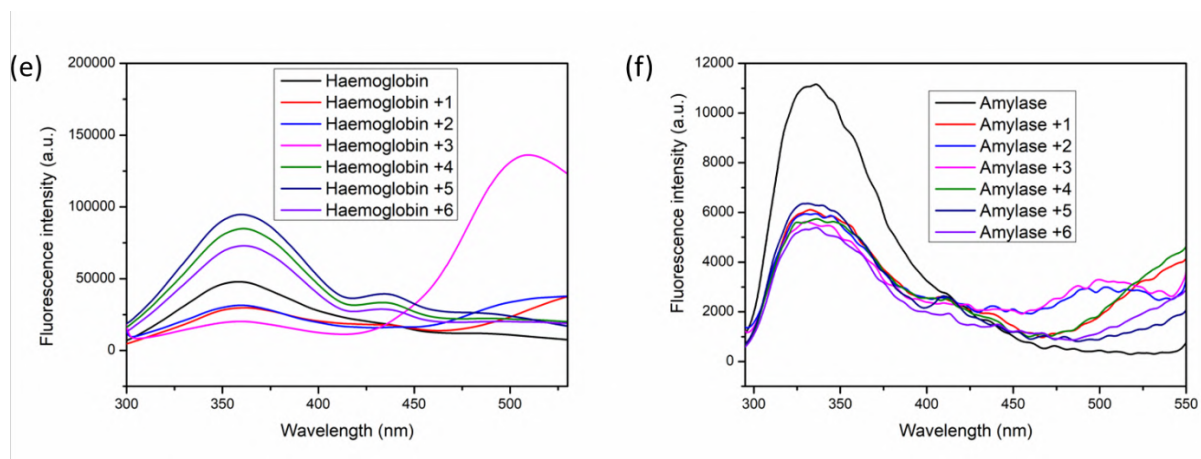 (e)
200000
150000
100000
50000
0
Fluorescence intensity (a.u.)
Haemoglobin
Haemoglobin +1
Haemoglobin +2
Haemoglobin +3
Haemoglobin +4
Haemoglobin +5
Haemoglobin +6
300 350 400 450 500
Wavelength (nm)
(f)
12000
10000
8000
6000
4000
2000
0
Fluorescence intensity (a.u.)
Amylase
Amylase +1
Amylase +2
Amylase +3
Amylase +4
Amylase +5
Amylase +6
300 350 400 450 500 550
Wavelength (nm)